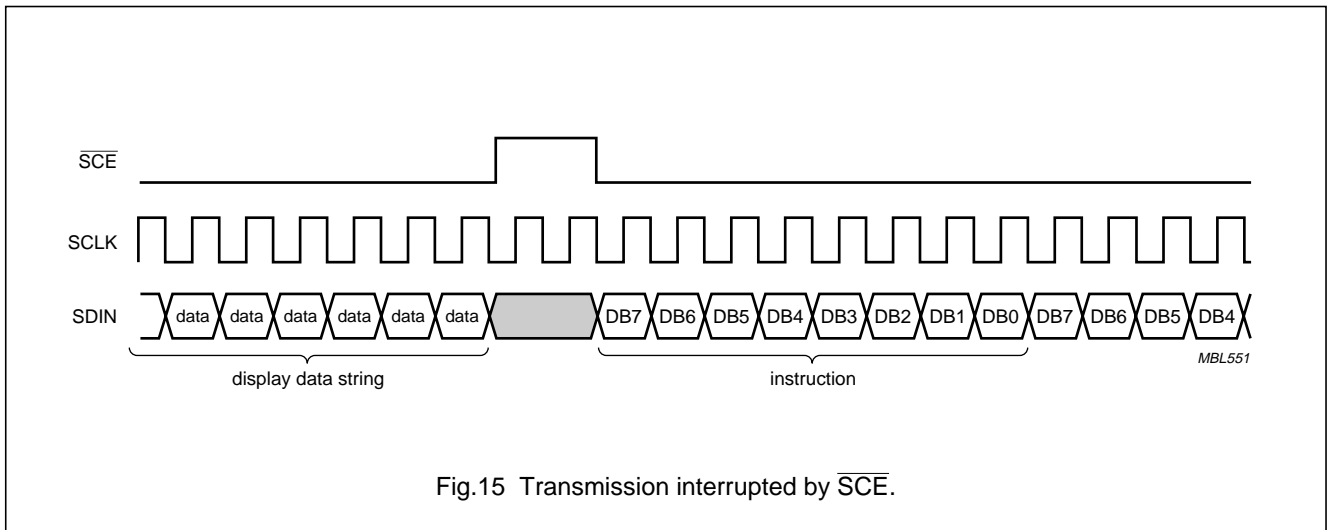 SCE
SCLK
SDIN data data data data data data DB7 DB6 DB5 DB4 DB3 DB2 DB1 DB0 DB7 DB6 DB5 DB4
MBL551
display data string instruction
Fig.15 Transmission interrupted by SCE.